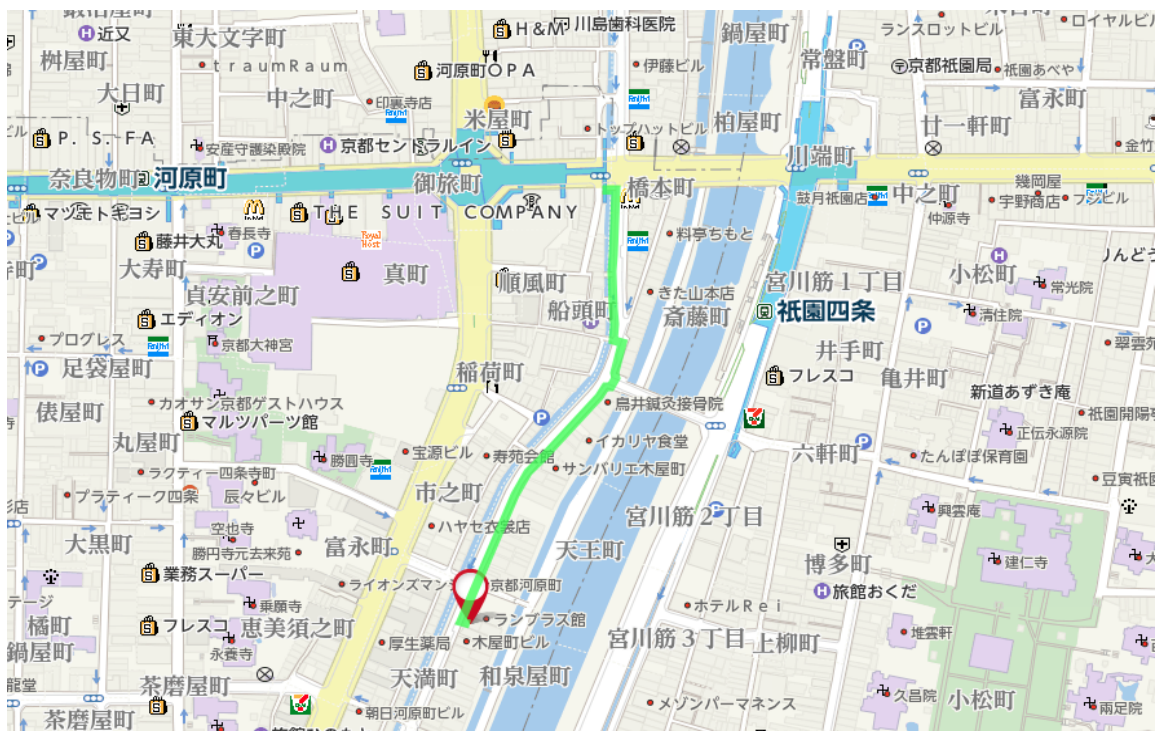 近又
東大文字町
H&M
川島歯科医院
鍋屋町
常盤町
ランスロットビル
ロイヤルビル
桝屋町
traumRaum
河原町OPA
伊藤ビル
京都祇園局
祇園あべや
大日町
中之町
印裏寺店
米屋町
トップハットビル
柏屋町
富永町
廿一軒町
P.S.FA
安産守護染殿院
京都セントラルイン
川端町
金竹
奈良物町
河原町
御旅町
橋本町
中之町
幾岡屋
マツモトキヨシ
THE SUIT COMPANY
鼓月祇園店
仲源寺
宇野商店
フジビル
春長寺
藤井大丸
Royal Host
料亭ちもと
大寿町
真町
順風町
宮川筋1丁目
小松町
りんどう
貞安前之町
船頭町
きた山本店
斎藤町
祇園四条
常光院
清住院
エディオン
プログレス
京都大神宮
井手町
翠雲苑
足袋屋町
稲荷町
フレスコ
亀井町
新道あずき庵
俵屋町
カオサン京都ゲストハウス
鳥井鍼灸接骨院
祇園開陽亭
マルツパーツ館
正伝永源院
丸屋町
勝圓寺
宝源ビル
寿苑会館
イカリヤ食堂
六軒町
たんぽぽ保育園
ラクティー四条寺町
サンバリエ木屋町
豆寅祇園
プラティーク四条
辰々ビル
市之町
宮川筋2丁目
興雲庵
空也寺
ハヤセ衣裳店
大黒町
勝円寺元去来苑
富永町
天王町
博多町
建仁寺
業務スーパー
ライオンズマンシ
京都河原町
旅館おくだ
乗願寺
ランプラス館
ホテルRei
橘町
フレスコ
恵美須之町
厚生薬局
木屋町ビル
宮川筋3丁目
上柳町
堆雲軒
鍋屋町
永養寺
天満町
和泉屋町
茶磨屋町
久昌院
小松町
両足院
朝日河原町ビル
メゾンパーマネンス
茶磨屋町